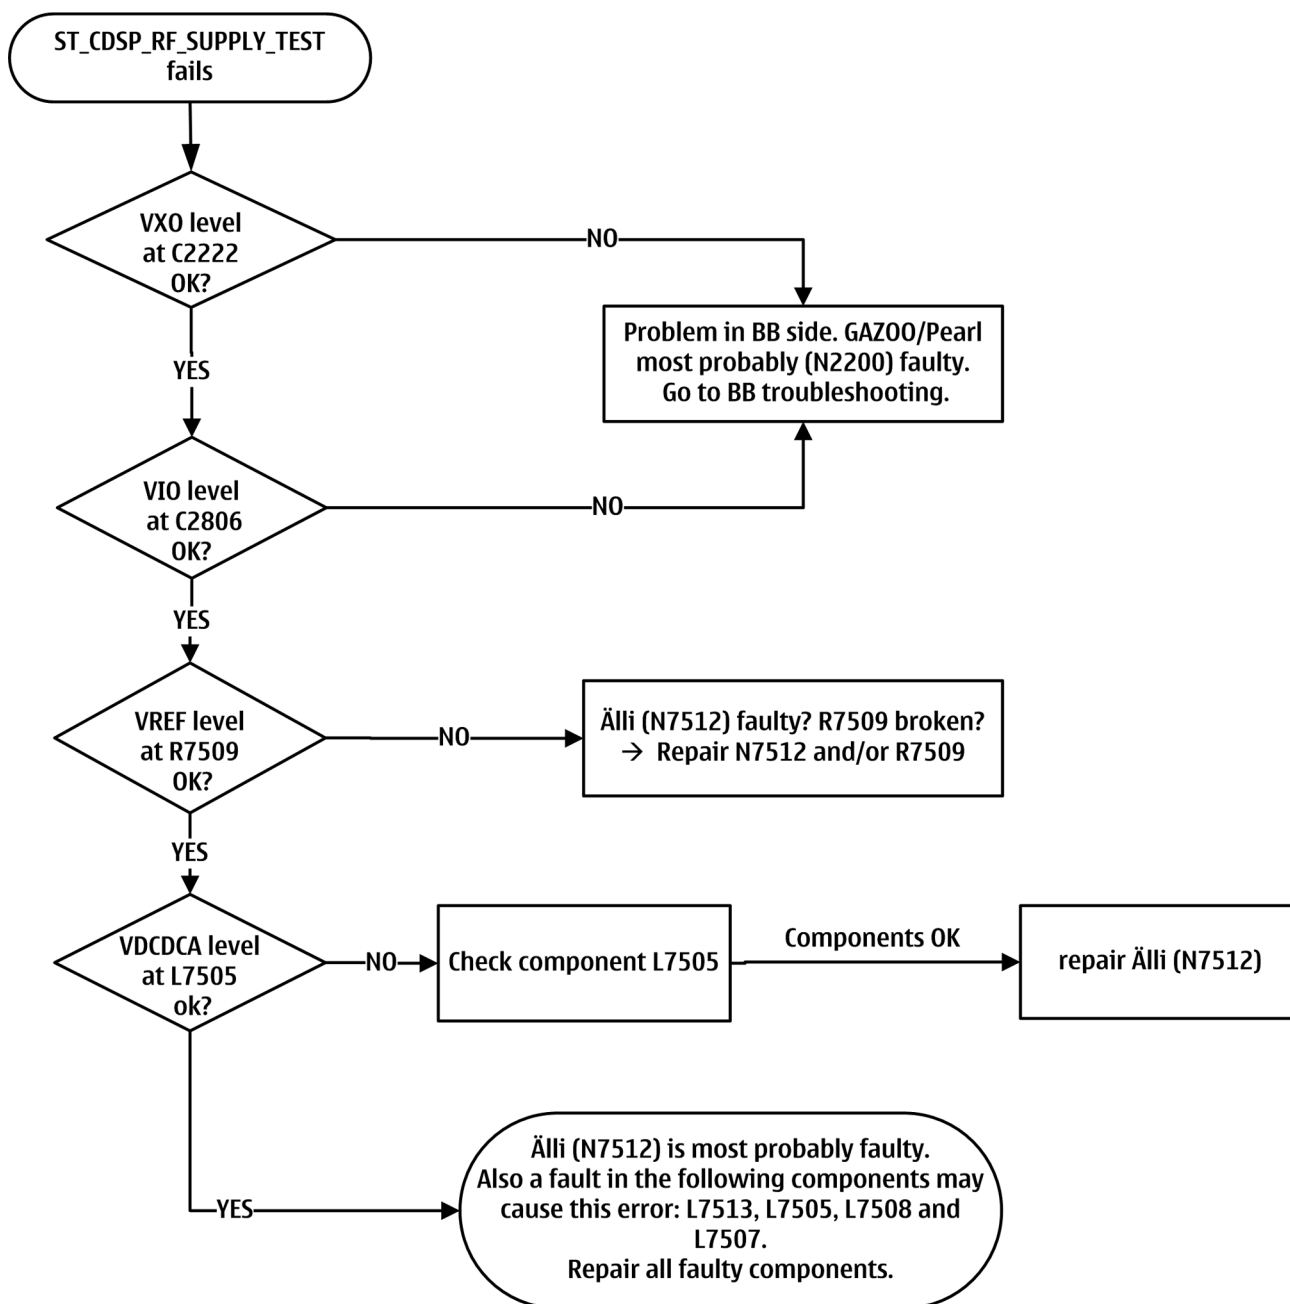 ST_CDSP_RF_SUPPLY_TEST
fails
VXO level
at C2222
OK?
NO
Problem in BB side. GAZOO/Pearl
most probably (N2200) faulty.
Go to BB troubleshooting.
YES
VIO level
at C2806
OK?
NO
YES
VREF level
at R7509
OK?
NO
Älli (N7512) faulty? R7509 broken?
→ Repair N7512 and/or R7509
YES
VDCDCA level
at L7505
ok?
NO
Check component L7505
Components OK
repair Älli (N7512)
YES
Älli (N7512) is most probably faulty.
Also a fault in the following components may
cause this error: L7513, L7505, L7508 and
L7507.
Repair all faulty components.